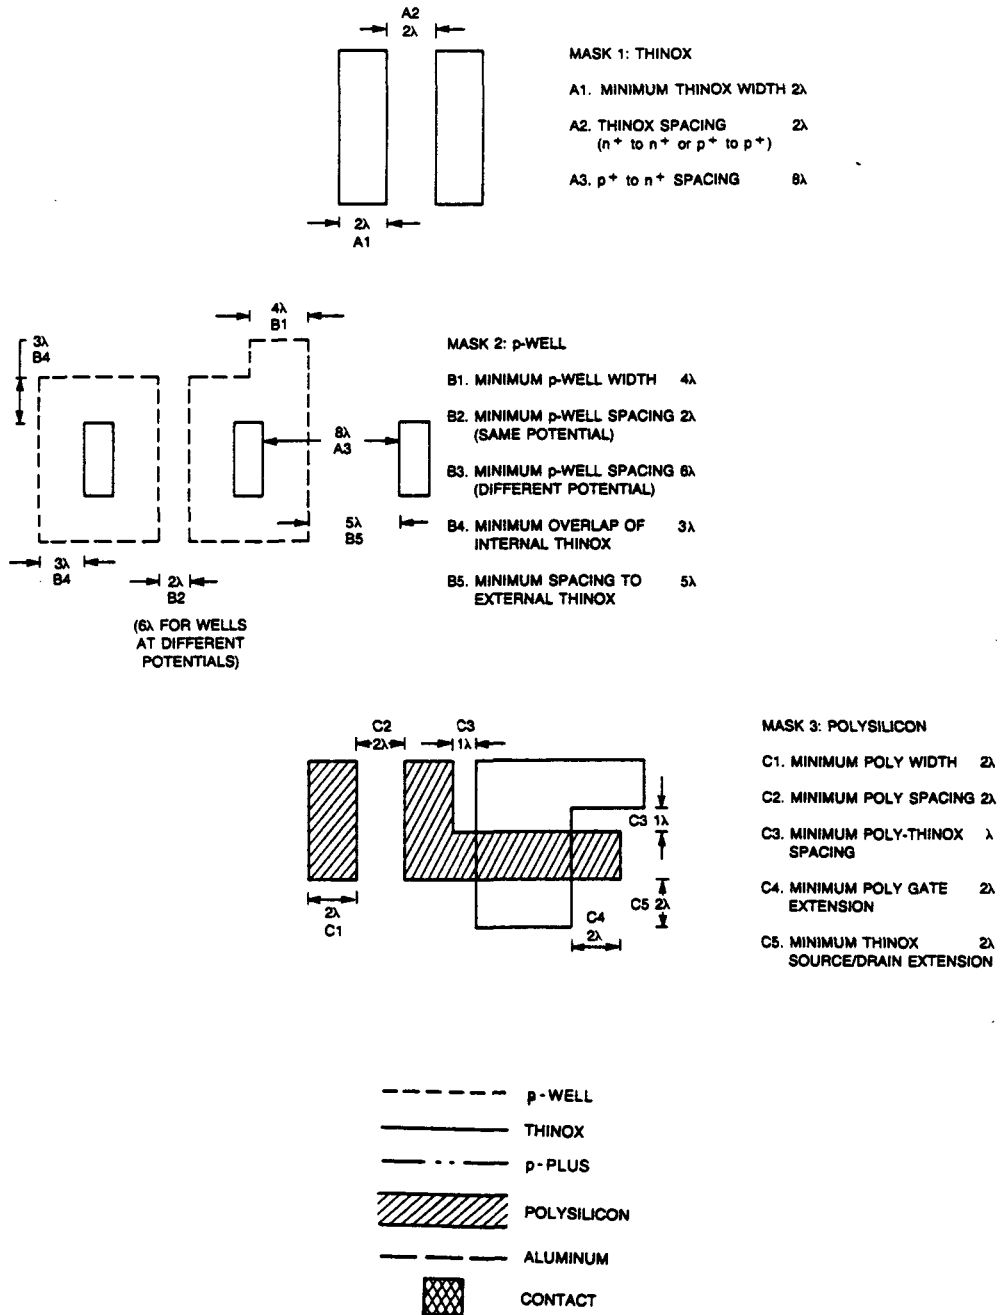 A2
2λ
MASK 1: THINOX
A1. MINIMUM THINOX WIDTH 2λ
A2. THINOX SPACING 2λ
(n+ to n+ or p+ to p+)
A3. p+ to n+ SPACING 8λ
2λ
A1
4λ
B1
3λ
B4
MASK 2: p-WELL
B1. MINIMUM p-WELL WIDTH 4λ
B2. MINIMUM p-WELL SPACING 2λ
(SAME POTENTIAL)
8λ
A3
B3. MINIMUM p-WELL SPACING 6λ
(DIFFERENT POTENTIAL)
5λ
B5
B4. MINIMUM OVERLAP OF 3λ
INTERNAL THINOX
3λ
B4
2λ
B2
B5. MINIMUM SPACING TO 5λ
EXTERNAL THINOX
(6λ FOR WELLS
AT DIFFERENT
POTENTIALS)
C2
2λ
C3
1λ
MASK 3: POLYSILICON
C1. MINIMUM POLY WIDTH 2λ
C2. MINIMUM POLY SPACING 2λ
C3 1λ
C3. MINIMUM POLY-THINOX λ
SPACING
2λ
C1
C5 2λ
C4
2λ
C4. MINIMUM POLY GATE 2λ
EXTENSION
C5. MINIMUM THINOX 2λ
SOURCE/DRAIN EXTENSION
p-WELL
THINOX
p-PLUS
POLYSILICON
ALUMINUM
CONTACT